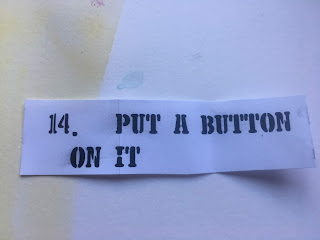 14. PUT A BUTTON
ON IT